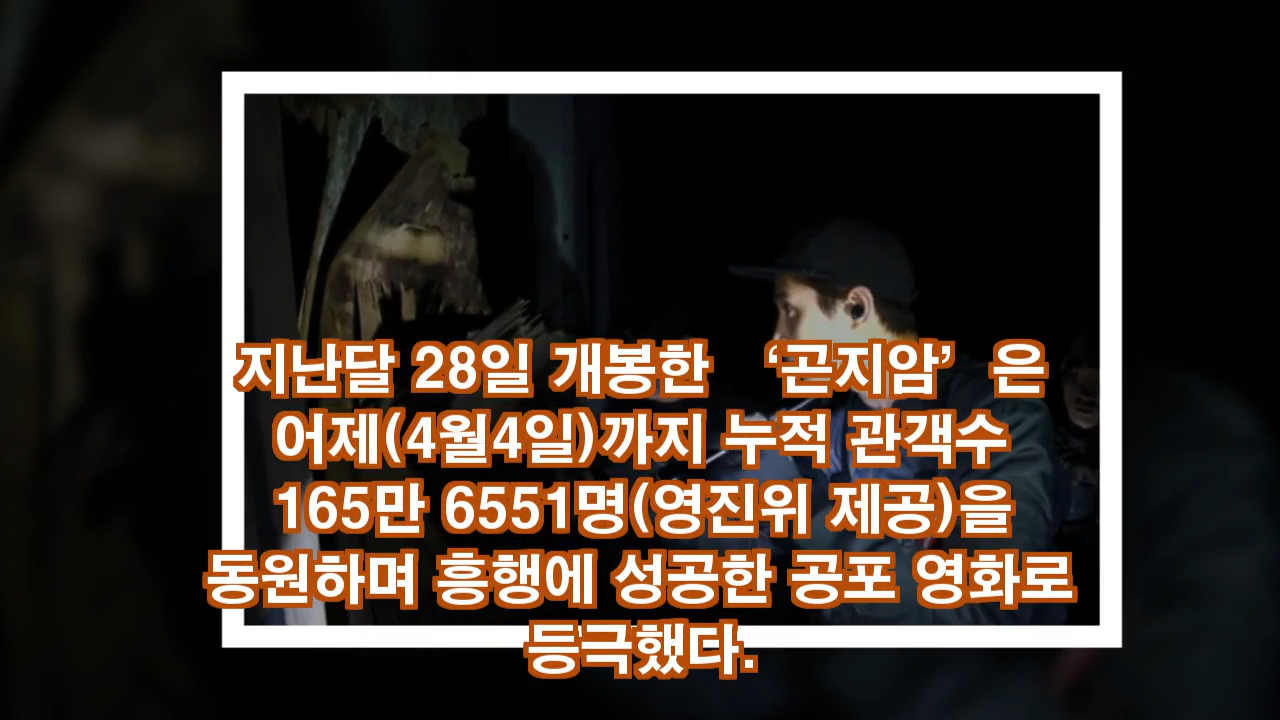 지난달 28일 개봉한 ‘곤지암’ 은
어제(4월4일)까지 누적 관객수
165만 6551명(영진위 제공)을
동원하며 흥행에 성공한 공포 영화로
등극했다.